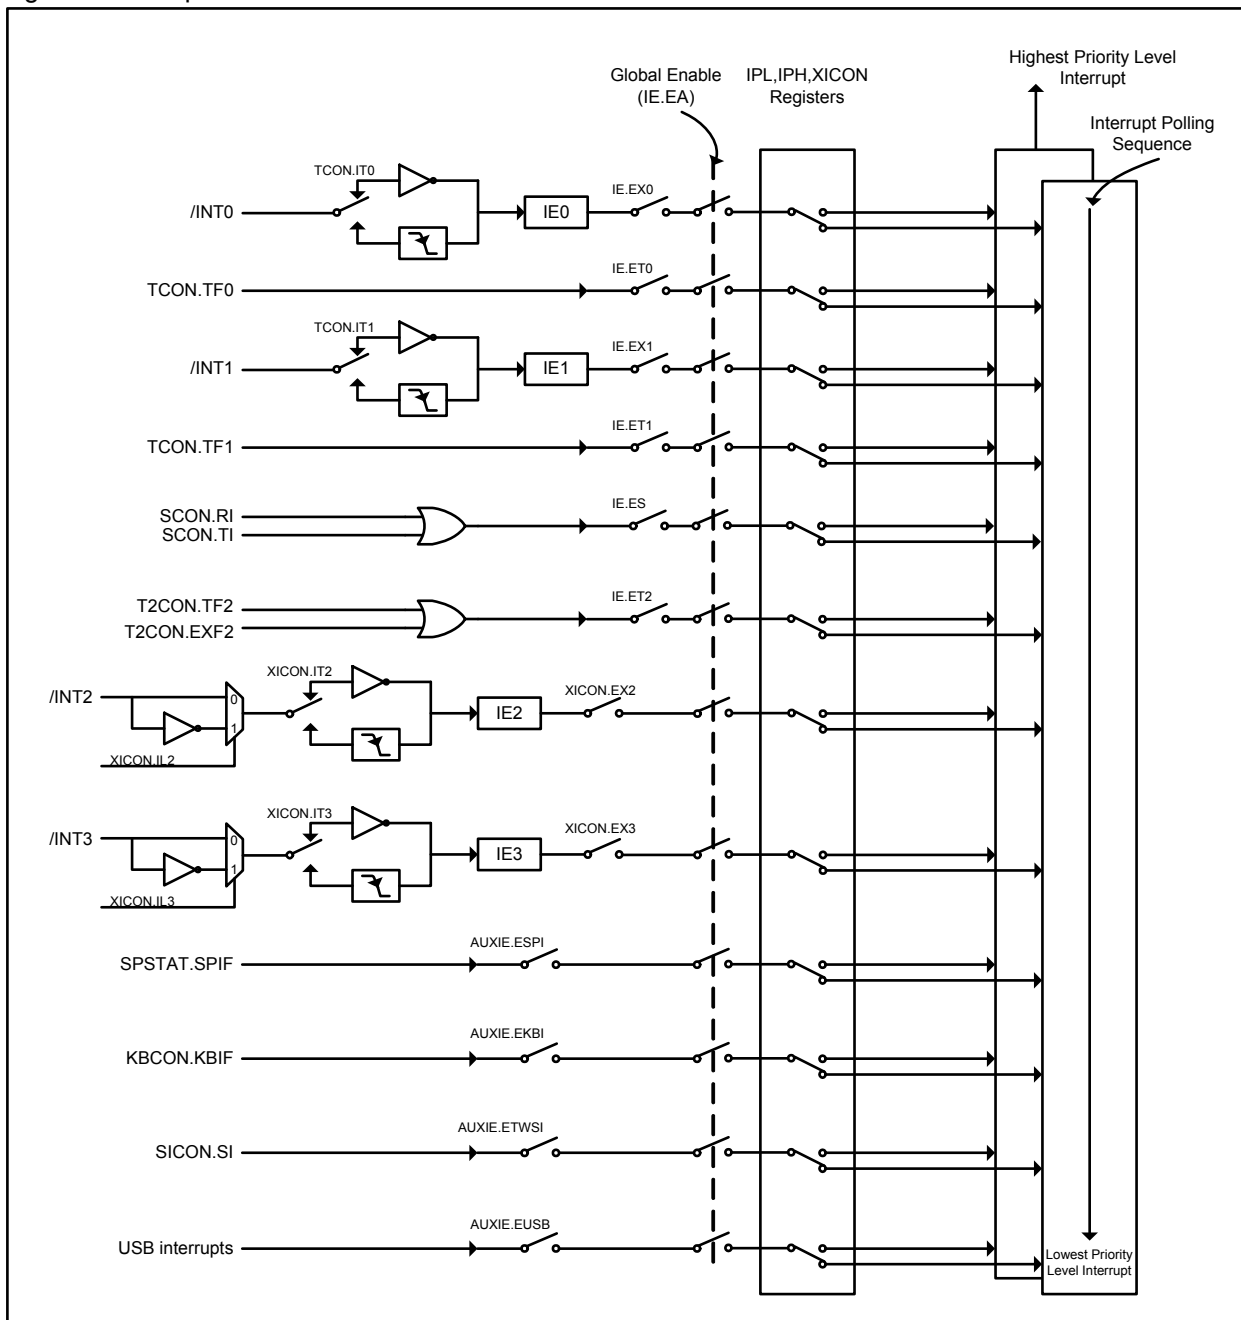 Highest Priority Level
Interrupt
Global Enable
(IE.EA)
IPL,IPH,XICON
Registers
Interrupt Polling
Sequence
TCON.IT0
/INT0
IE0
IE.EX0
TCON.TF0
IE.ET0
TCON.IT1
/INT1
IE1
IE.EX1
TCON.TF1
IE.ET1
SCON.RI
SCON.TI
IE.ES
T2CON.TF2
T2CON.EXF2
IE.ET2
/INT2
0
1
XICON.IL2
XICON.IT2
IE2
XICON.EX2
/INT3
0
1
XICON.IL3
XICON.IT3
IE3
XICON.EX3
SPSTAT.SPIF
AUXIE.ESPI
KBCON.KBIF
AUXIE.EKBI
SICON.SI
AUXIE.ETWSI
USB interrupts
AUXIE.EUSB
Lowest Priority
Level Interrupt